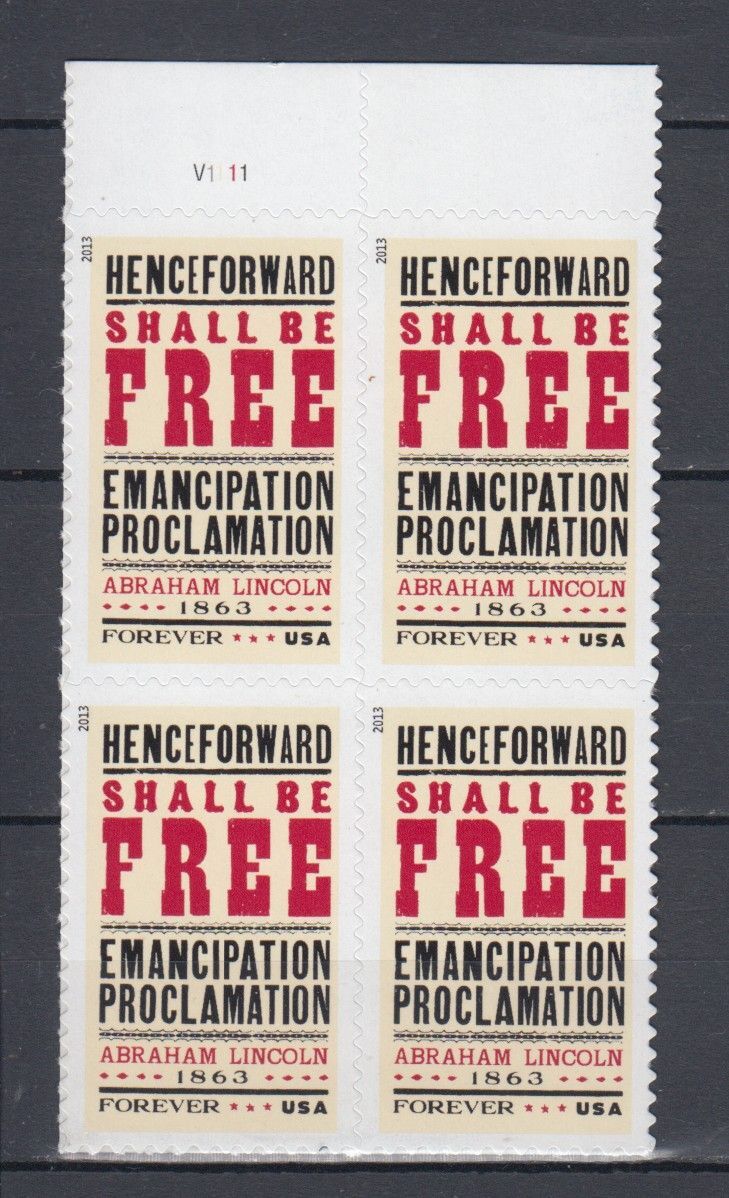 V1111
2013
HENCEFORWARD
SHALL BE
FREE
EMANCIPATION
PROCLAMATION
ABRAHAM LINCOLN
1863
FOREVER USA
2013
HENCEFORWARD
SHALL BE
FREE
EMANCIPATION
PROCLAMATION
ABRAHAM LINCOLN
1863
FOREVER USA
2013
HENCEFORWARD
SHALL BE
FREE
EMANCIPATION
PROCLAMATION
ABRAHAM LINCOLN
1863
FOREVER USA
2013
HENCEFORWARD
SHALL BE
FREE
EMANCIPATION
PROCLAMATION
ABRAHAM LINCOLN
1863
FOREVER USA